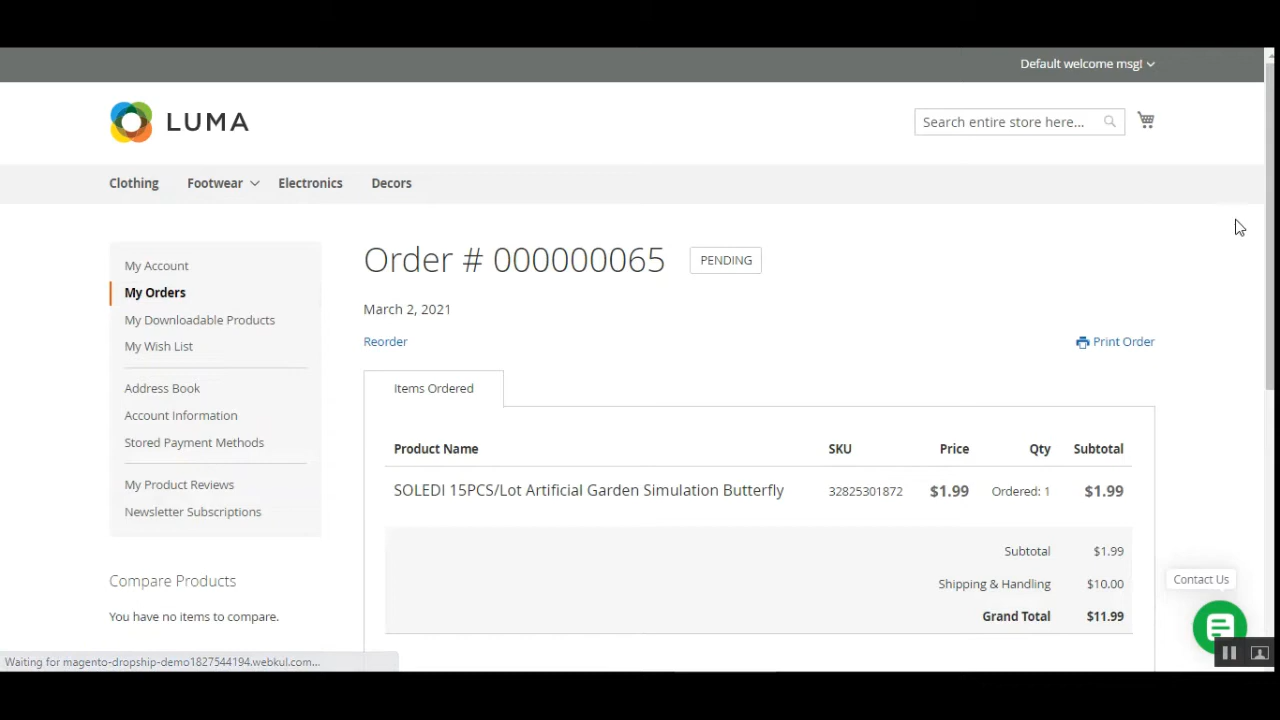 Default welcome msg!
LUMA
Search entire store here...
Clothing Footwear Electronics Decors
My Account
My Orders
My Downloadable Products
My Wish List
Address Book
Account Information
Stored Payment Methods
My Product Reviews
Newsletter Subscriptions
Compare Products
You have no items to compare.
Order # 000000065 PENDING
March 2, 2021
Reorder Print Order
Items Ordered
Product Name SKU Price Qty Subtotal
SOLEDI 15PCS/Lot Artificial Garden Simulation Butterfly 32825301872 $1.99 Ordered: 1 $1.99
Subtotal $1.99
Shipping & Handling $10.00
Grand Total $11.99
Contact Us
Waiting for magento-dropship-demo1827544194.webkul.com...